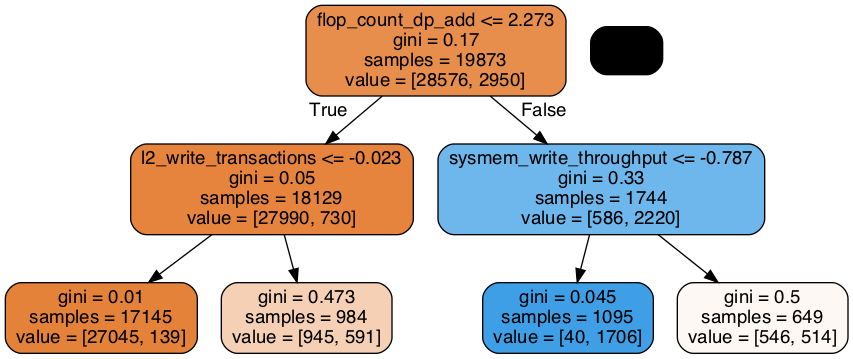 flop_count_dp_add <= 2.273
gini = 0.17
samples = 19873
value = [28576, 2950]
True
False
l2_write_transactions <= -0.023
gini = 0.05
samples = 18129
value = [27990, 730]
sysmem_write_throughput <= -0.787
gini = 0.33
samples = 1744
value = [586, 2220]
gini = 0.01
samples = 17145
value = [27045, 139]
gini = 0.473
samples = 984
value = [945, 591]
gini = 0.045
samples = 1095
value = [40, 1706]
gini = 0.5
samples = 649
value = [546, 514]